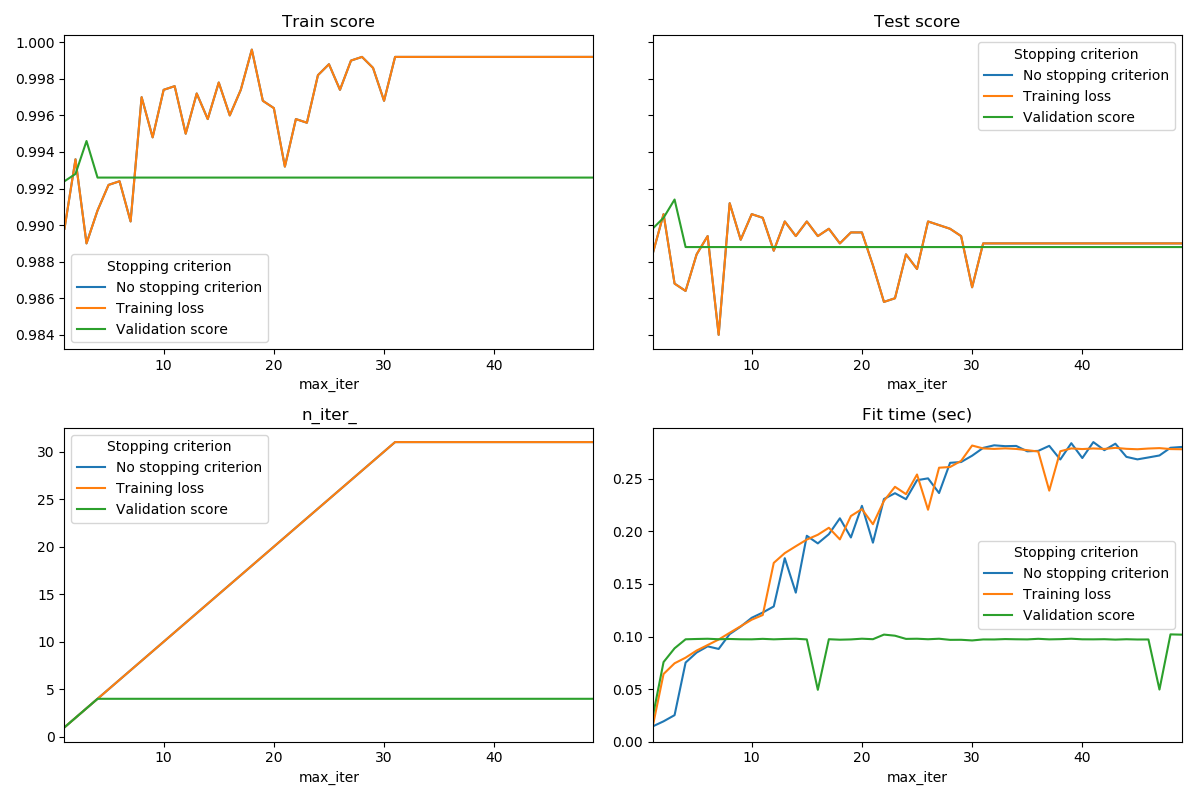 Train score
1.000
0.998
0.996
0.994
0.992
0.990
0.988
0.986
0.984
Stopping criterion
No stopping criterion
Training loss
Validation score
10 20 30 40
max_iter
Test score
Stopping criterion
No stopping criterion
Training loss
Validation score
10 20 30 40
max_iter
n_iter_
30
25
20
15
10
5
0
Stopping criterion
No stopping criterion
Training loss
Validation score
10 20 30 40
max_iter
Fit time (sec)
0.25
0.20
0.15
0.10
0.05
0.00
Stopping criterion
No stopping criterion
Training loss
Validation score
10 20 30 40
max_iter